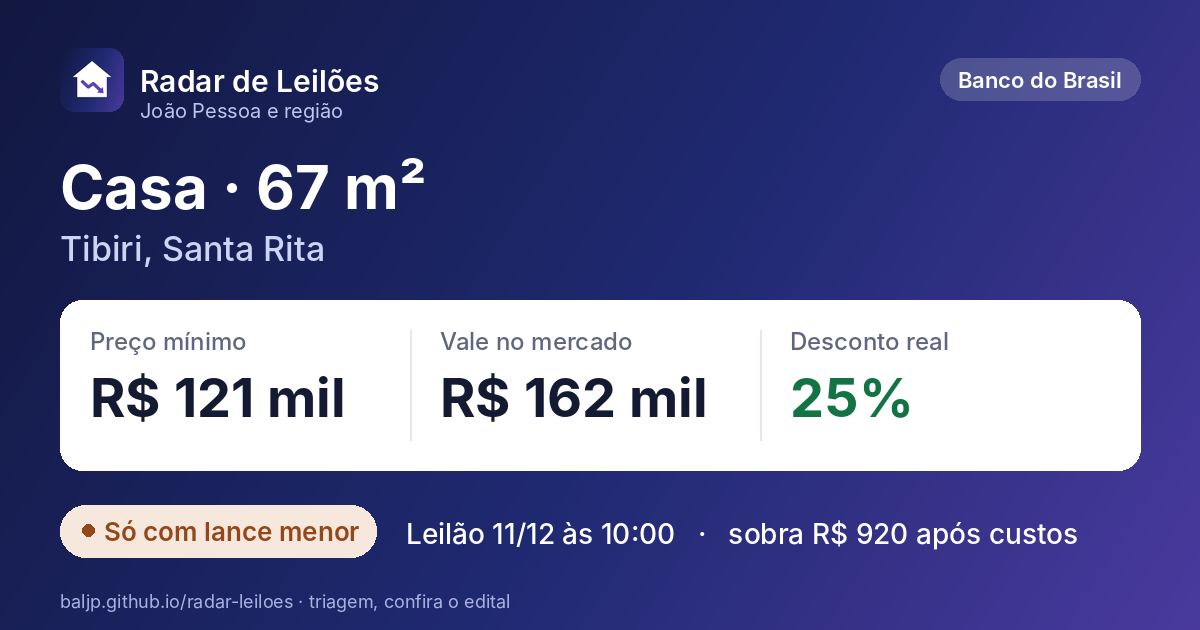 Radar de Leilões
João Pessoa e região
Banco do Brasil
Casa · 67 m²
Tibiri, Santa Rita
Preço mínimo
R$ 121 mil
Vale no mercado
R$ 162 mil
Desconto real
25%
Só com lance menor
Leilão 11/12 às 10:00 · sobra R$ 920 após custos
baljp.github.io/radar-leiloes · triagem, confira o edital